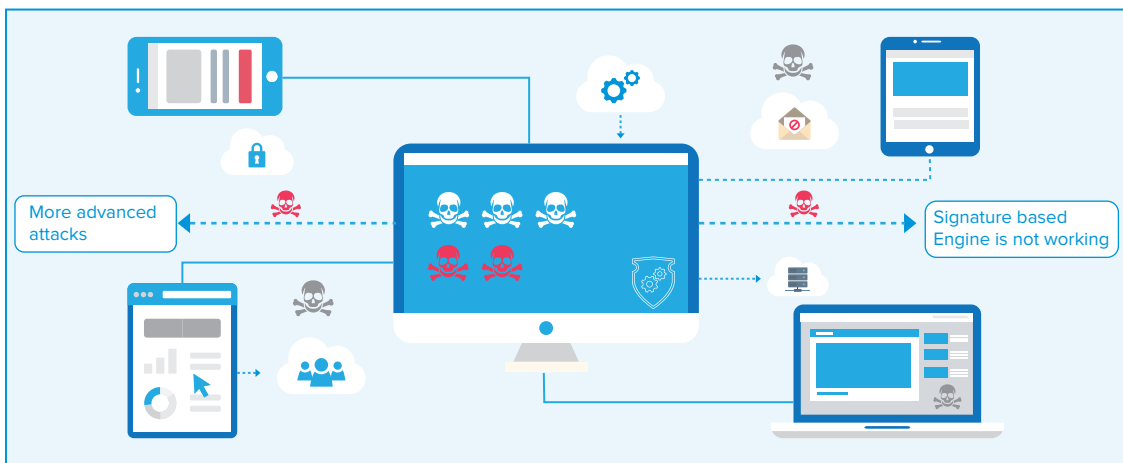 More advanced
attacks
Signature based
Engine is not working